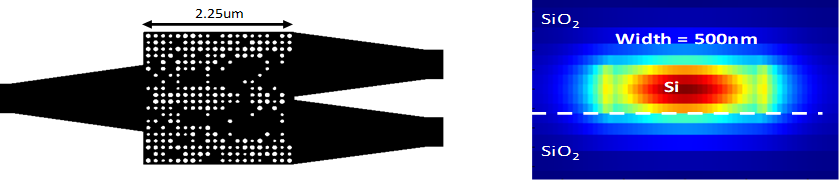 2.25um
SiO2
Width = 500nm
Si
SiO2